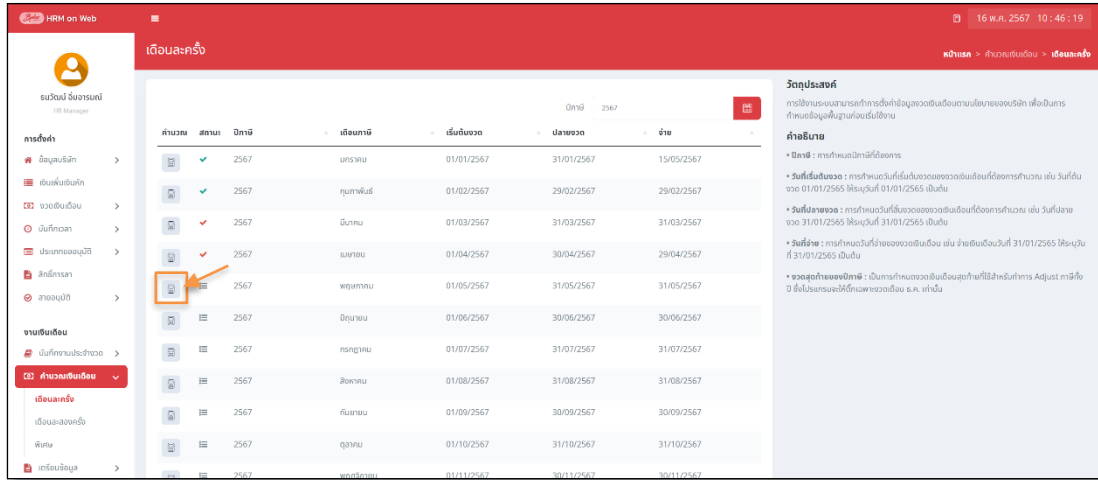 HRM on Web
16 พ.ค. 2567 10 : 46 : 19
เดือนละครั้ง
หน้าแรก > คำนวณเงินเดือน > เดือนละครั้ง
ธนวัฒน์ อิ่มอารมณ์
HR Manager
การตั้งค่า
ข้อมูลบริษัท
เงินเพิ่มเงินหัก
งวดเงินเดือน
บันทึกเวลา
ประเภทขออนุมัติ
สิทธิ์การลา
สายอนุมัติ
งานเงินเดือน
บันทึกงานประจำงวด
คำนวณเงินเดือน
เดือนละครั้ง
เดือนละสองครั้ง
พิเศษ
เตรียมข้อมูล
ปีภาษี 2567
คำนวณ สถานะ ปีภาษี เดือนภาษี เริ่มต้นงวด ปลายงวด จ่าย
2567 มกราคม 01/01/2567 31/01/2567 15/05/2567
2567 กุมภาพันธ์ 01/02/2567 29/02/2567 29/02/2567
2567 มีนาคม 01/03/2567 31/03/2567 31/03/2567
2567 เมษายน 01/04/2567 30/04/2567 29/04/2567
2567 พฤษภาคม 01/05/2567 31/05/2567 31/05/2567
2567 มิถุนายน 01/06/2567 30/06/2567 30/06/2567
2567 กรกฎาคม 01/07/2567 31/07/2567 31/07/2567
2567 สิงหาคม 01/08/2567 31/08/2567 31/08/2567
2567 กันยายน 01/09/2567 30/09/2567 30/09/2567
2567 ตุลาคม 01/10/2567 31/10/2567 31/10/2567
2567 พฤศจิกายน 01/11/2567 30/11/2567 30/11/2567
วัตถุประสงค์
การใช้งานระบบสามารถทำการตั้งค่าข้อมูลงวดเงินเดือนตามนโยบายของบริษัท เพื่อเป็นการ
กำหนดข้อมูลพื้นฐานก่อนเริ่มใช้งาน
คำอธิบาย
• ปีภาษี : การกำหนดปีภาษีที่ต้องการ
• วันที่เริ่มต้นงวด : การกำหนดวันที่เริ่มต้นงวดของงวดเงินเดือนที่ต้องการคำนวณ เช่น วันที่ต้น
งวด 01/01/2565 ให้ระบุวันที่ 01/01/2565 เป็นต้น
• วันที่ปลายงวด : การกำหนดวันที่สิ้นงวดของงวดเงินเดือนที่ต้องการคำนวณ เช่น วันที่ปลาย
งวด 31/01/2565 ให้ระบุวันที่ 31/01/2565 เป็นต้น
• วันที่จ่าย : การกำหนดวันที่จ่ายของงวดเงินเดือน เช่น จ่ายเงินเดือนวันที่ 31/01/2565 ให้ระบุวัน
ที่ 31/01/2565 เป็นต้น
• งวดสุดท้ายของปีภาษี : เป็นการกำหนดงวดเงินเดือนสุดท้ายที่ใช้สำหรับทำการ Adjust ภาษีทั้ง
ปี ซึ่งโปรแกรมจะให้ติ๊กเฉพาะงวดเดือน ธ.ค. เท่านั้น